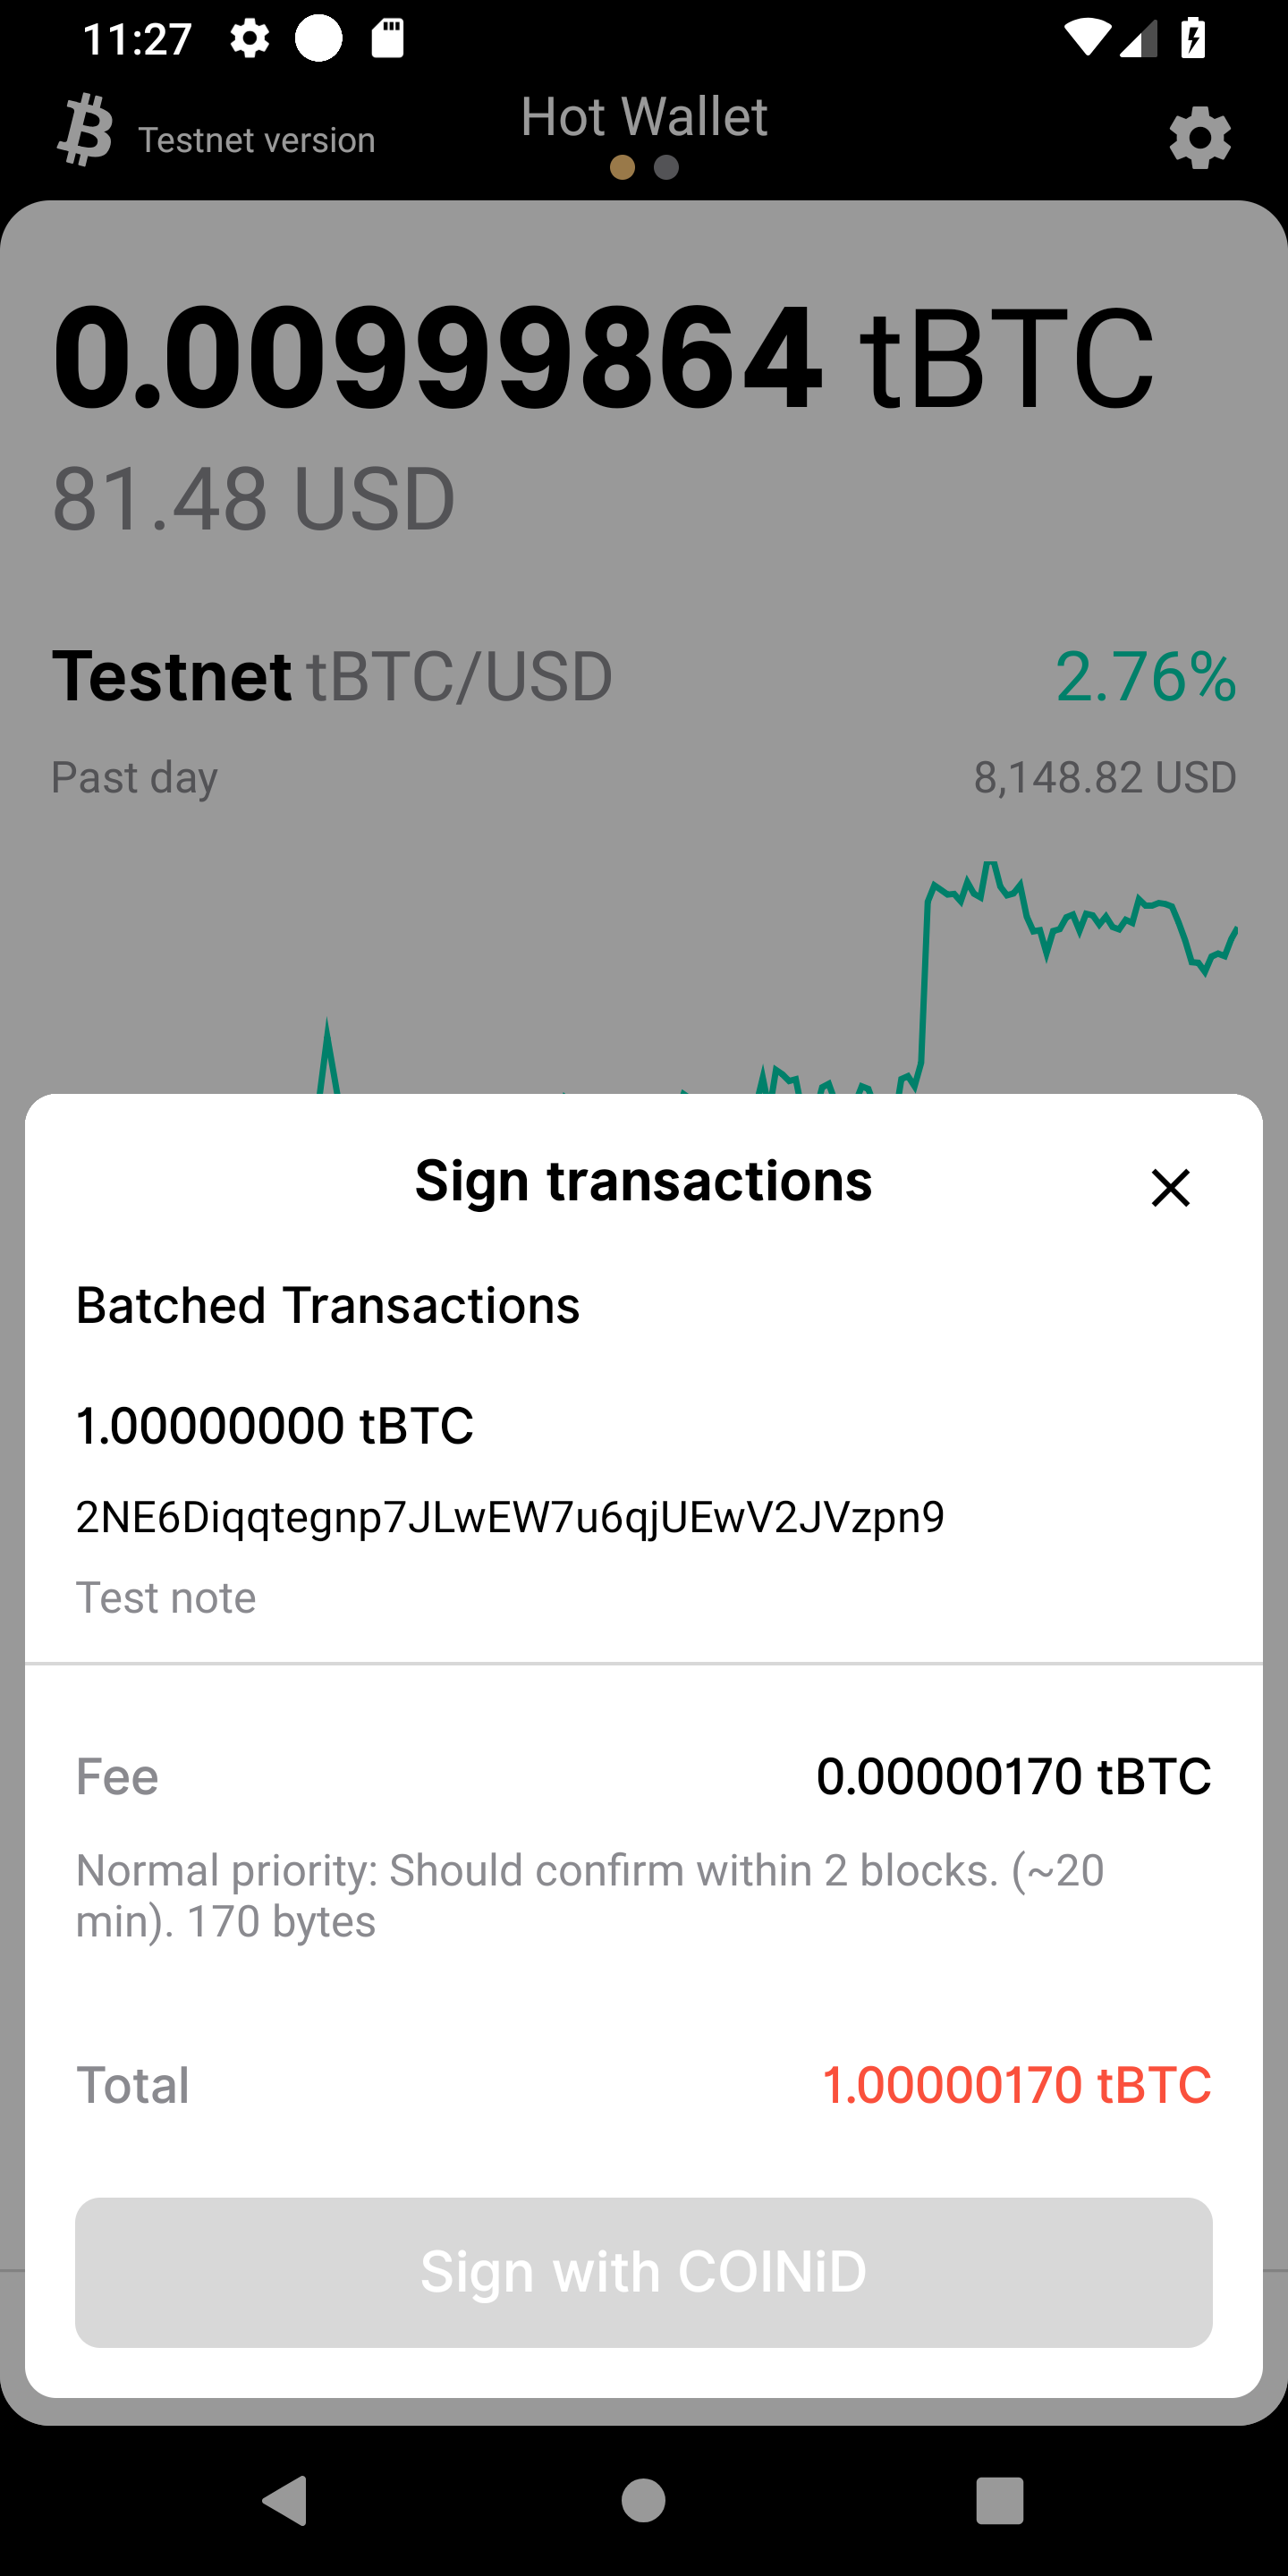 11:27
Testnet version
Hot Wallet
0.00999864 tBTC
81.48 USD
Testnet tBTC/USD 2.76%
Past day 8,148.82 USD
Sign transactions
Batched Transactions
1.00000000 tBTC
2NE6Diqqtegnp7JLwEW7u6qjUEwV2JVzpn9
Test note
Fee 0.00000170 tBTC
Normal priority: Should confirm within 2 blocks. (~20
min). 170 bytes
Total 1.00000170 tBTC
Sign with COINiD